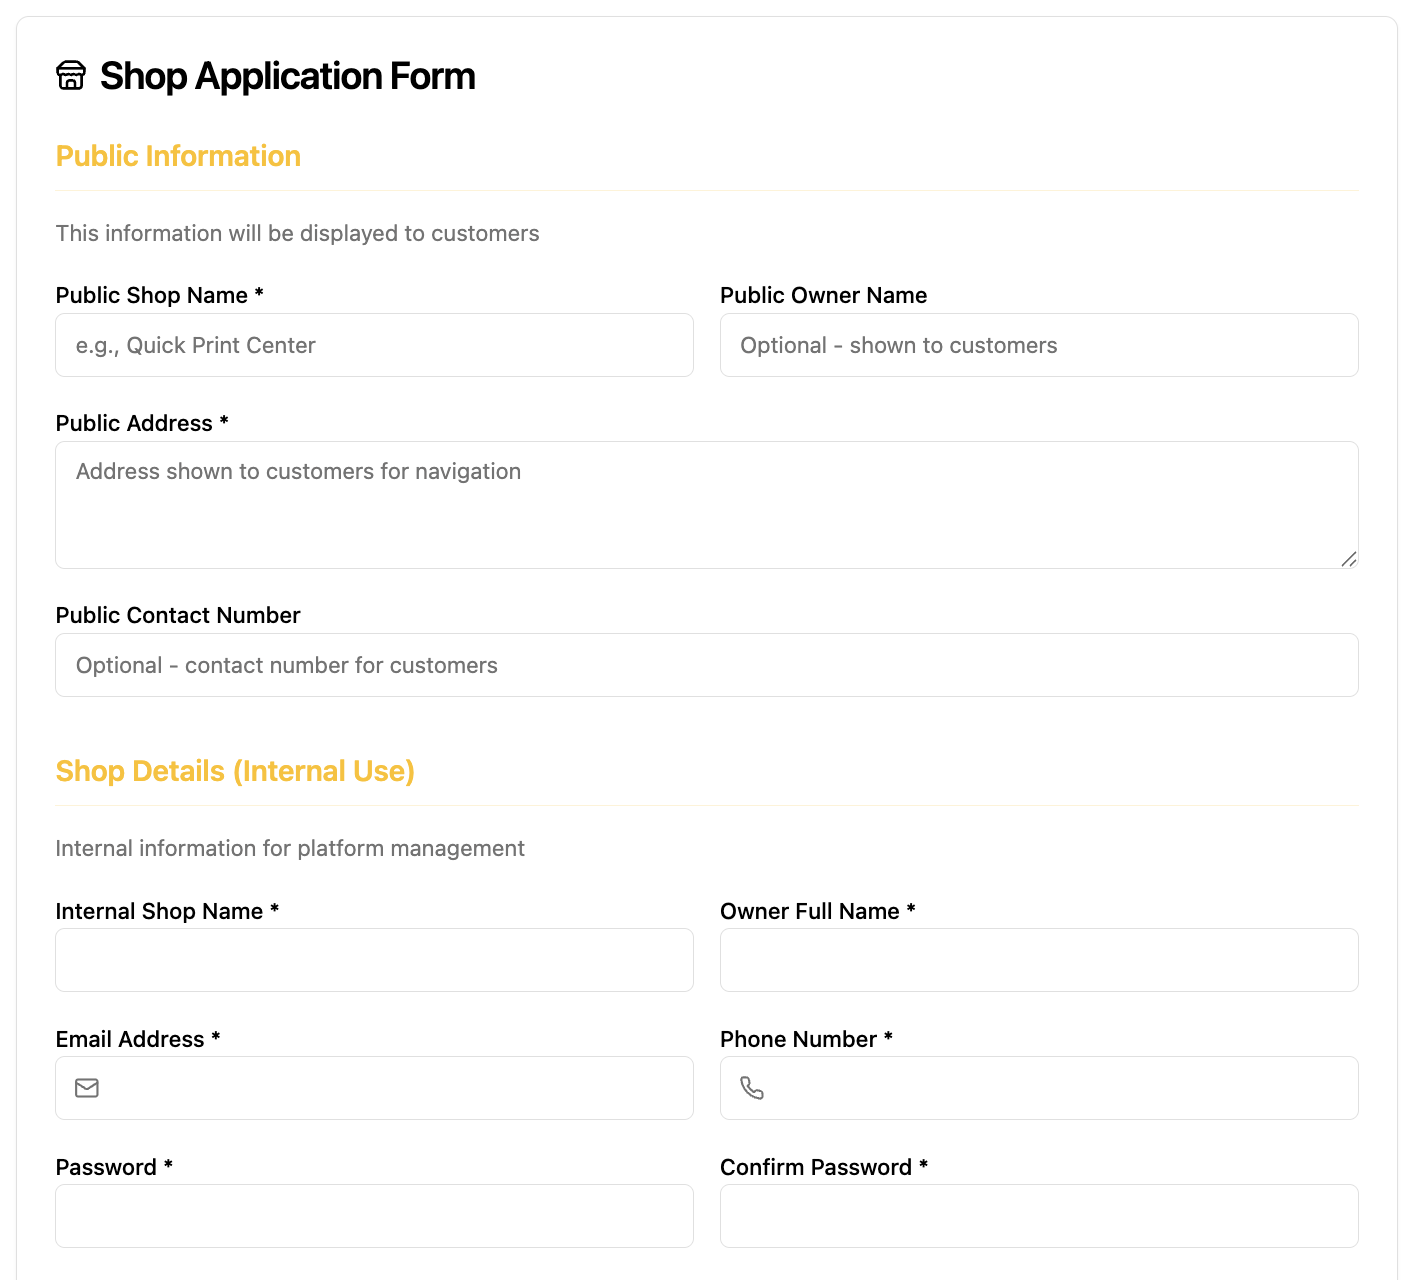 Shop Application Form
Public Information
This information will be displayed to customers
Public Shop Name *
Public Owner Name
e.g., Quick Print Center
Optional - shown to customers
Public Address *
Address shown to customers for navigation
Public Contact Number
Optional - contact number for customers
Shop Details (Internal Use)
Internal information for platform management
Internal Shop Name *
Owner Full Name *
Email Address *
Phone Number *
Password *
Confirm Password *